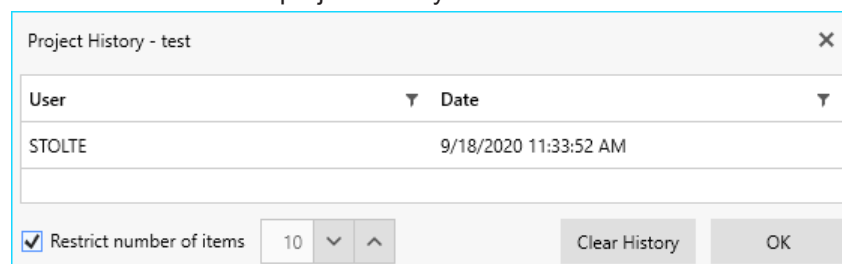 Project History - test
User Date
STOLTE 9/18/2020 11:33:52 AM
Restrict number of items 10 Clear History OK